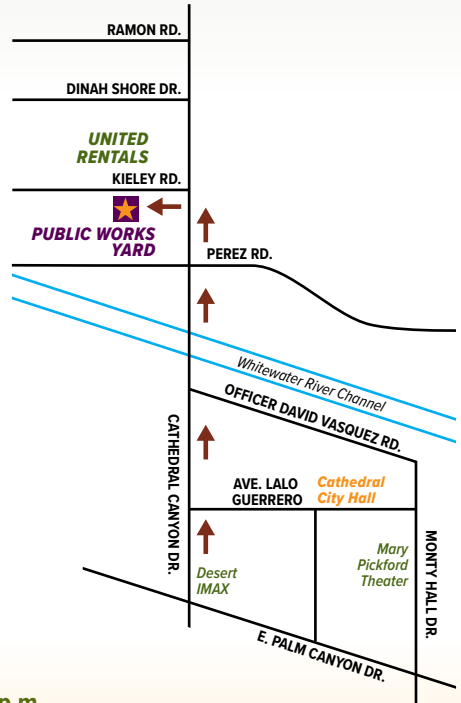 RAMON RD.
DINAH SHORE DR.
UNITED
RENTALS
KIELEY RD.
PUBLIC WORKS
YARD
PEREZ RD.
Whitewater River Channel
OFFICER DAVID VASQUEZ RD.
CATHEDRAL CANYON DR.
AVE. LALO
GUERRERO
Cathedral
City Hall
Desert
IMAX
Mary
Pickford
Theater
MONTY HALL DR.
E. PALM CANYON DR.
p.m.